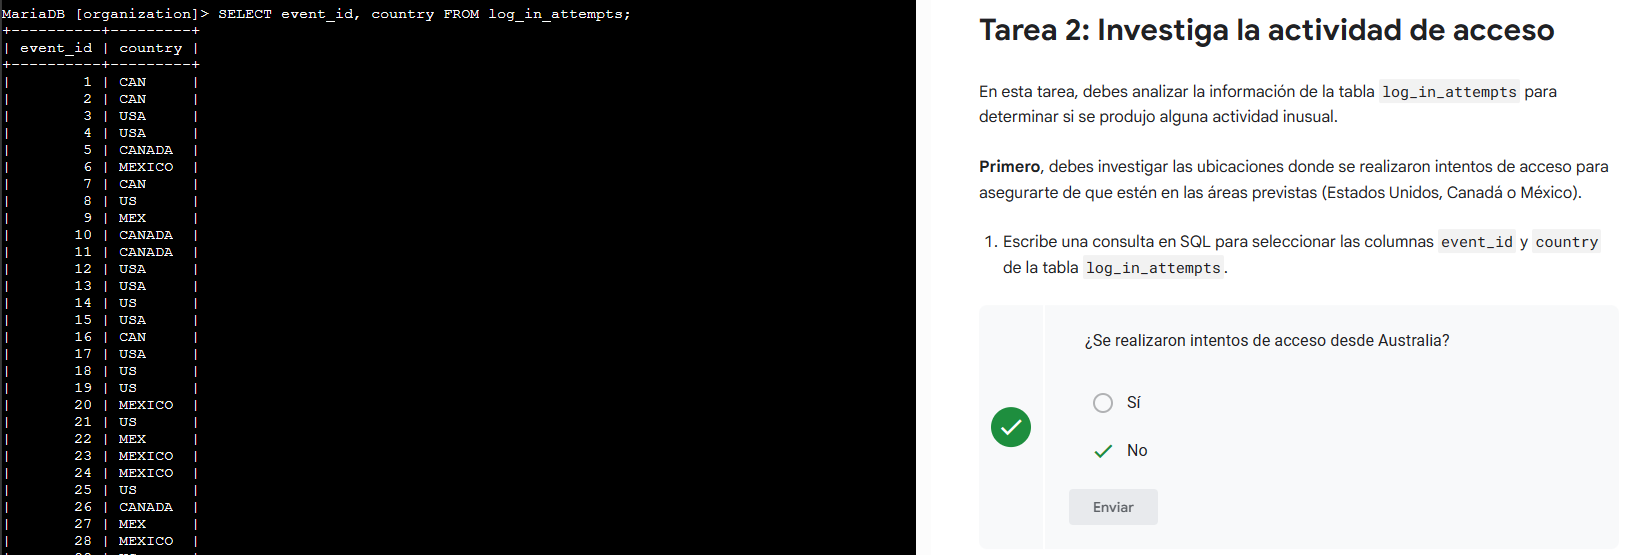 MariaDB [organization]> SELECT event_id, country FROM log_in_attempts;
+----------+---------+
| event_id | country |
+----------+---------+
| 1 | CAN |
| 2 | CAN |
| 3 | USA |
| 4 | USA |
| 5 | CANADA |
| 6 | MEXICO |
| 7 | CAN |
| 8 | US |
| 9 | MEX |
| 10 | CANADA |
| 11 | CANADA |
| 12 | USA |
| 13 | USA |
| 14 | US |
| 15 | USA |
| 16 | CAN |
| 17 | USA |
| 18 | US |
| 19 | US |
| 20 | MEXICO |
| 21 | US |
| 22 | MEX |
| 23 | MEXICO |
| 24 | MEXICO |
| 25 | US |
| 26 | CANADA |
| 27 | MEX |
| 28 | MEXICO |
Tarea 2: Investiga la actividad de acceso
En esta tarea, debes analizar la información de la tabla log_in_attempts para
determinar si se produjo alguna actividad inusual.
Primero, debes investigar las ubicaciones donde se realizaron intentos de acceso para
asegurarte de que estén en las áreas previstas (Estados Unidos, Canadá o México).
1. Escribe una consulta en SQL para seleccionar las columnas event_id y country
de la tabla log_in_attempts.
¿Se realizaron intentos de acceso desde Australia?
Sí
No
Enviar